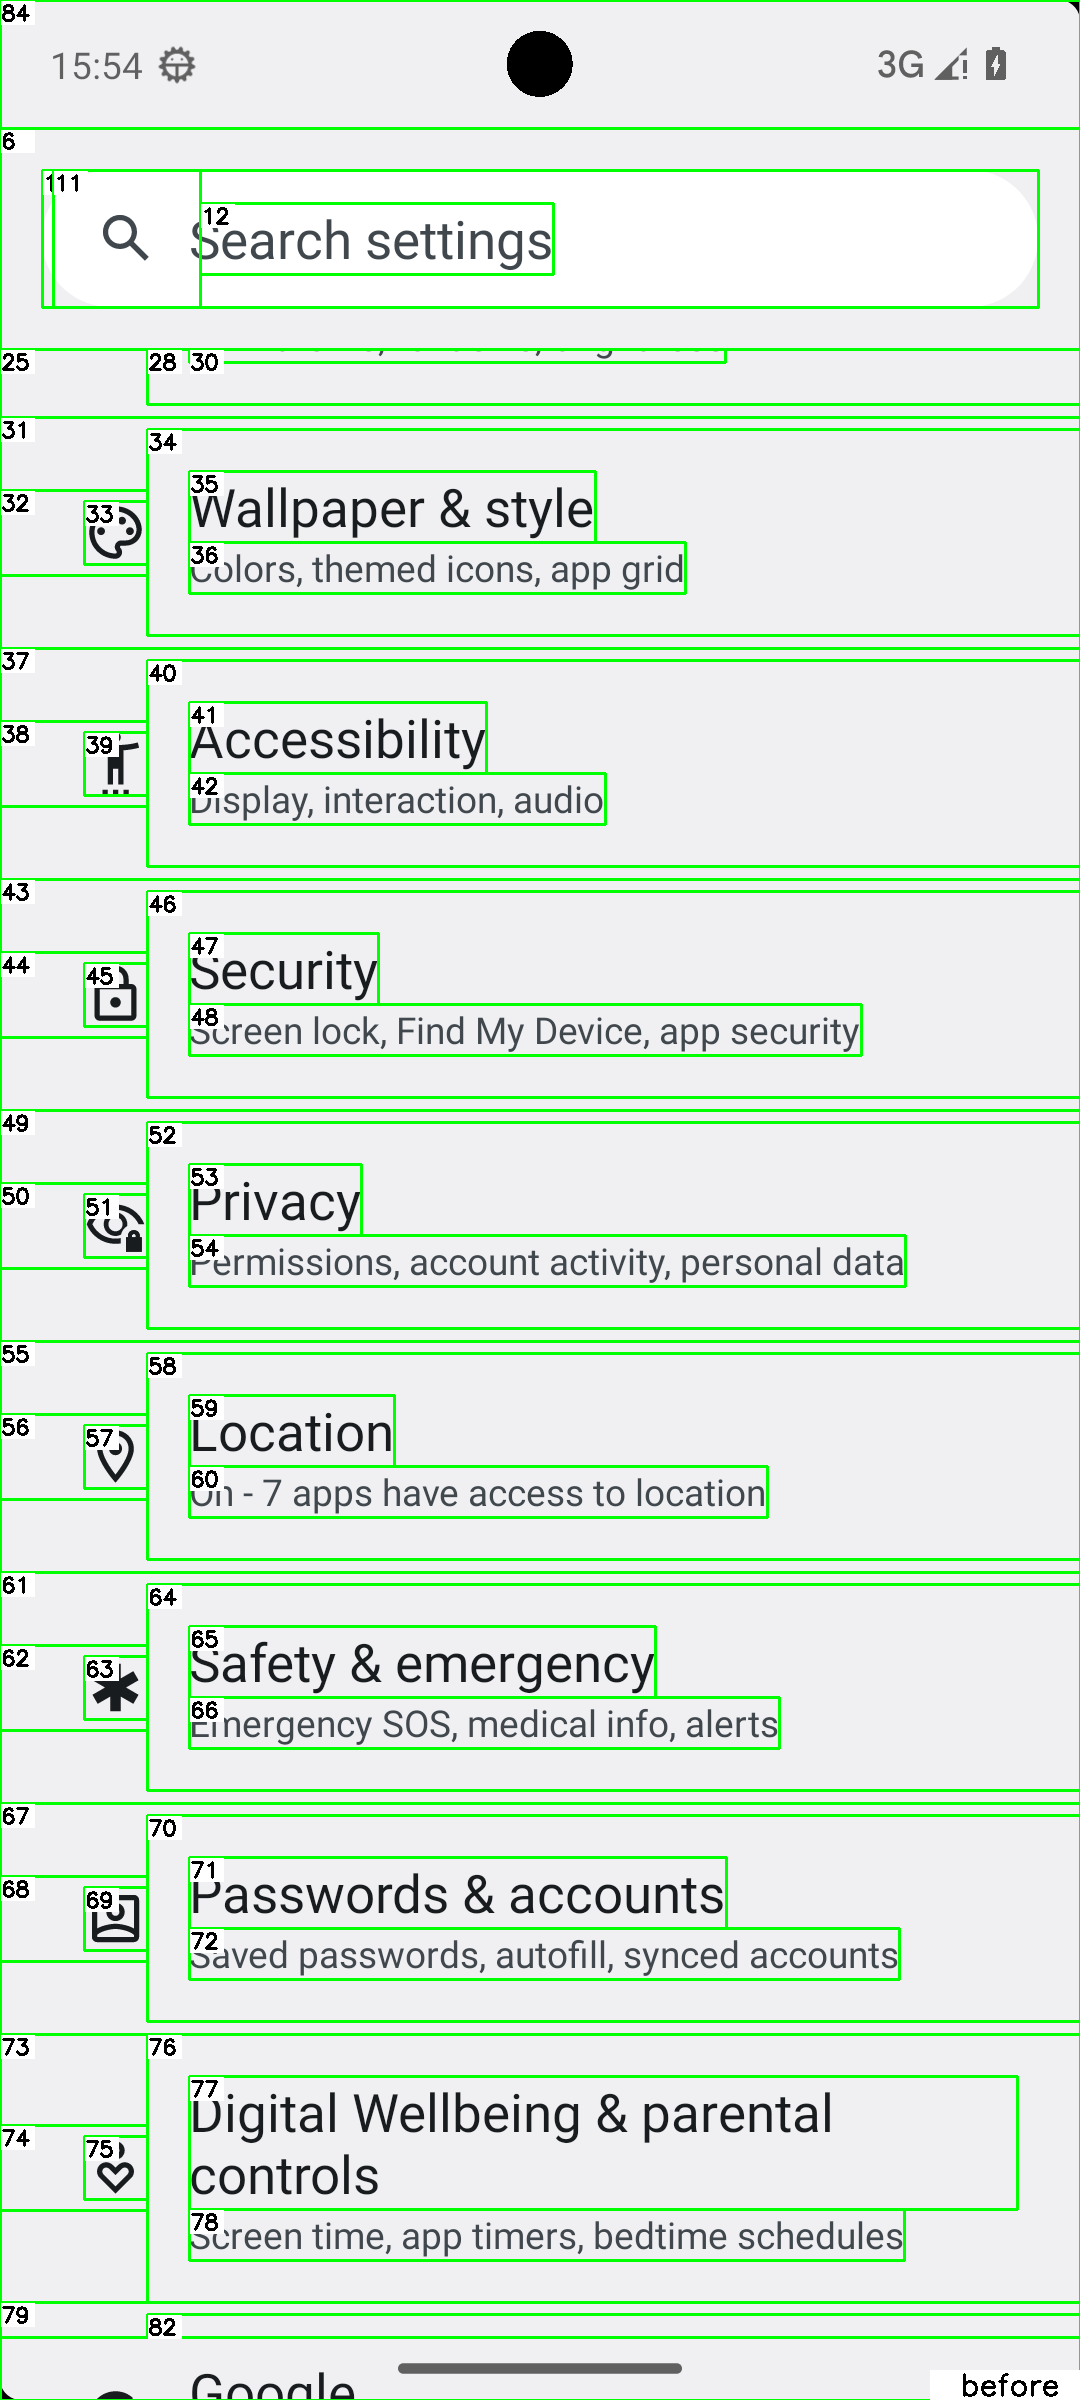 84
15:54
3G
6
111
12
Search settings
25
28
30
31
34
35
Wallpaper & style
32
33
36
Colors, themed icons, app grid
37
40
41
Accessibility
38
39
42
Display, interaction, audio
43
46
47
Security
44
45
48
Screen lock, Find My Device, app security
49
52
53
Privacy
50
51
54
Permissions, account activity, personal data
55
58
59
Location
56
57
60
On - 7 apps have access to location
61
64
65
Safety & emergency
62
63
66
Emergency SOS, medical info, alerts
67
70
71
Passwords & accounts
68
69
72
Saved passwords, autofill, synced accounts
73
76
77
Digital Wellbeing & parental
controls
74
75
78
Screen time, app timers, bedtime schedules
79
82
Google
before